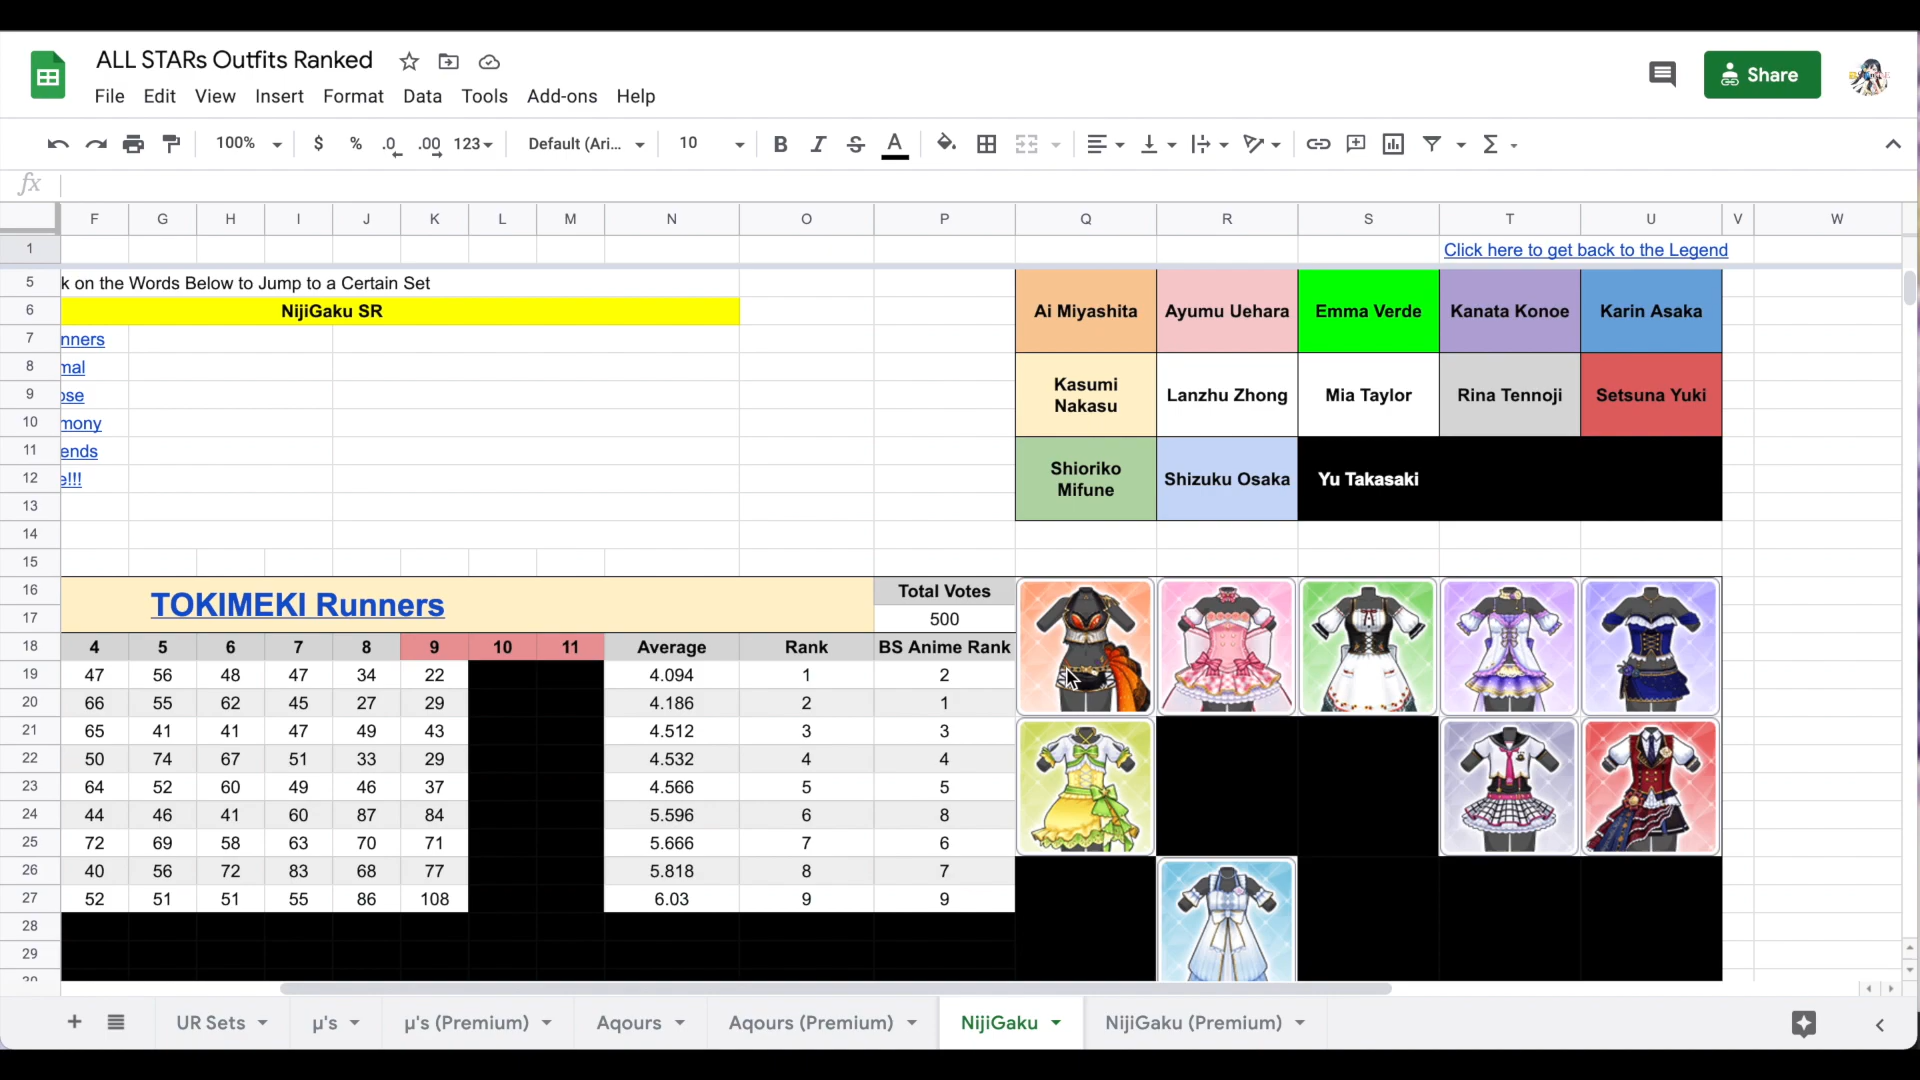 ALL STARs Outfits Ranked
File Edit View Insert Format Data Tools Add-ons Help
Share
100% $ % .0 .00 123 Default (Ari... 10 B I S A
fx
F G H I J K L M N O P Q R S T U V W
1 Click here to get back to the Legend
5 k on the Words Below to Jump to a Certain Set
6 NijiGaku SR
7 nners
8 mal
9 ose
10 mony
11 ends
12 e!!!
13
14
15
Ai Miyashita Ayumu Uehara Emma Verde Kanata Konoe Karin Asaka
Kasumi Nakasu Lanzhu Zhong Mia Taylor Rina Tennoji Setsuna Yuki
Shioriko Mifune Shizuku Osaka Yu Takasaki
16 TOKIMEKI Runners Total Votes
17 500
18 4 5 6 7 8 9 10 11 Average Rank BS Anime Rank
19 47 56 48 47 34 22 4.094 1 2
20 66 55 62 45 27 29 4.186 2 1
21 65 41 41 47 49 43 4.512 3 3
22 50 74 67 51 33 29 4.532 4 4
23 64 52 60 49 46 37 4.566 5 5
24 44 46 41 60 87 84 5.596 6 8
25 72 69 58 63 70 71 5.666 7 6
26 40 56 72 83 68 77 5.818 8 7
27 52 51 51 55 86 108 6.03 9 9
28
29
UR Sets µ's µ's (Premium) Aqours Aqours (Premium) NijiGaku NijiGaku (Premium)